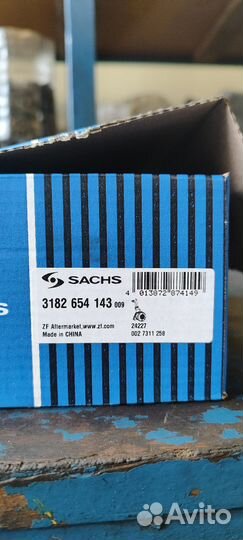 SACHS
4 013872 874149
3182 654 143 009
ZF Aftermarket, www.zf.com
Made in CHINA
24227
002 7311 258
s
Avito